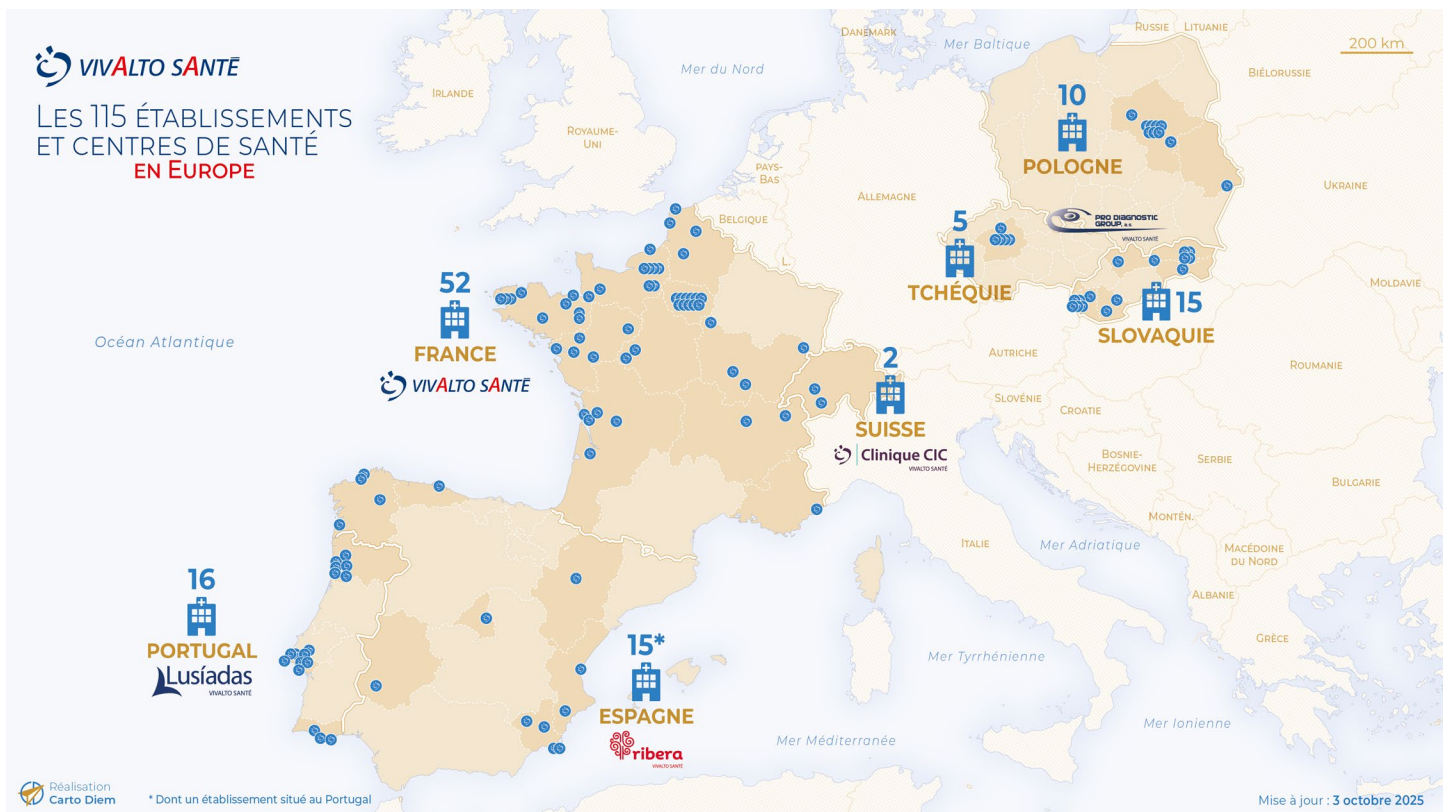 VIVALTO SANTÉ
LES 115 ÉTABLISSEMENTS
ET CENTRES DE SANTÉ
EN EUROPE
DANEMARK
Mer Baltique
RUSSIE
LITUANIE
200 km
Mer du Nord
BIÉLORUSSIE
IRLANDE
ROYAUME-
UNI
10
POLOGNE
PAYS-
BAS
ALLEMAGNE
UKRAINE
BELGIQUE
PRO DIAGNOSTIC
GROUP, a.s.
VIVALTO SANTÉ
5
TCHÉQUIE
L.
MOLDAVIE
52
FRANCE
VIVALTO SANTÉ
15
SLOVAQUIE
Océan Atlantique
AUTRICHE
ROUMANIE
2
SUISSE
Clinique CIC
VIVALTO SANTÉ
SLOVÉNIE
CROATIE
BOSNIE-
HERZÉGOVINE
SERBIE
BULGARIE
MONTÉN.
ITALIE
Mer Adriatique
MACÉDOINE
DU NORD
ALBANIE
16
PORTUGAL
Lusíadas
VIVALTO SANTÉ
GRÈCE
15*
ESPAGNE
ribera
VIVALTO SANTÉ
Mer Tyrrhénienne
Mer Ionienne
Mer Méditerranée
Réalisation
Carto Diem
* Dont un établissement situé au Portugal
Mise à jour : 3 octobre 2025